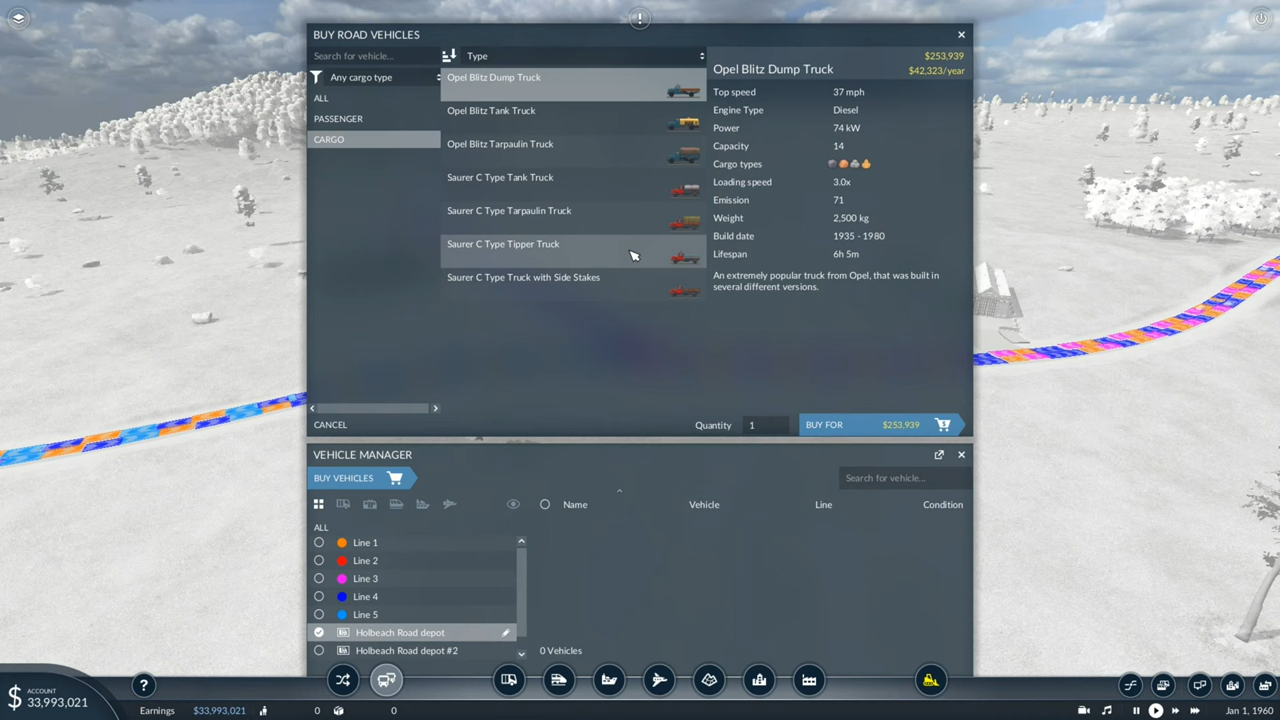 BUY ROAD VEHICLES
Search for vehicle...
Type
$253,939
Opel Blitz Dump Truck
$42,323/year
Any cargo type
ALL
PASSENGER
CARGO
Opel Blitz Dump Truck
Opel Blitz Tank Truck
Opel Blitz Tarpaulin Truck
Saurer C Type Tank Truck
Saurer C Type Tarpaulin Truck
Saurer C Type Tipper Truck
Saurer C Type Truck with Side Stakes
Top speed 37 mph
Engine Type Diesel
Power 74 kW
Capacity 14
Cargo types
Loading speed 3.0x
Emission 71
Weight 2,500 kg
Build date 1935 - 1980
Lifespan 6h 5m
An extremely popular truck from Opel, that was built in
several different versions.
CANCEL
Quantity 1
BUY FOR $253,939
VEHICLE MANAGER
BUY VEHICLES
Search for vehicle...
Name Vehicle Line Condition
ALL
Line 1
Line 2
Line 3
Line 4
Line 5
Holbeach Road depot
Holbeach Road depot #2
0 Vehicles
$ ACCOUNT
33,993,021
?
Earnings $33,993,021 0 0
Jan 1, 1960